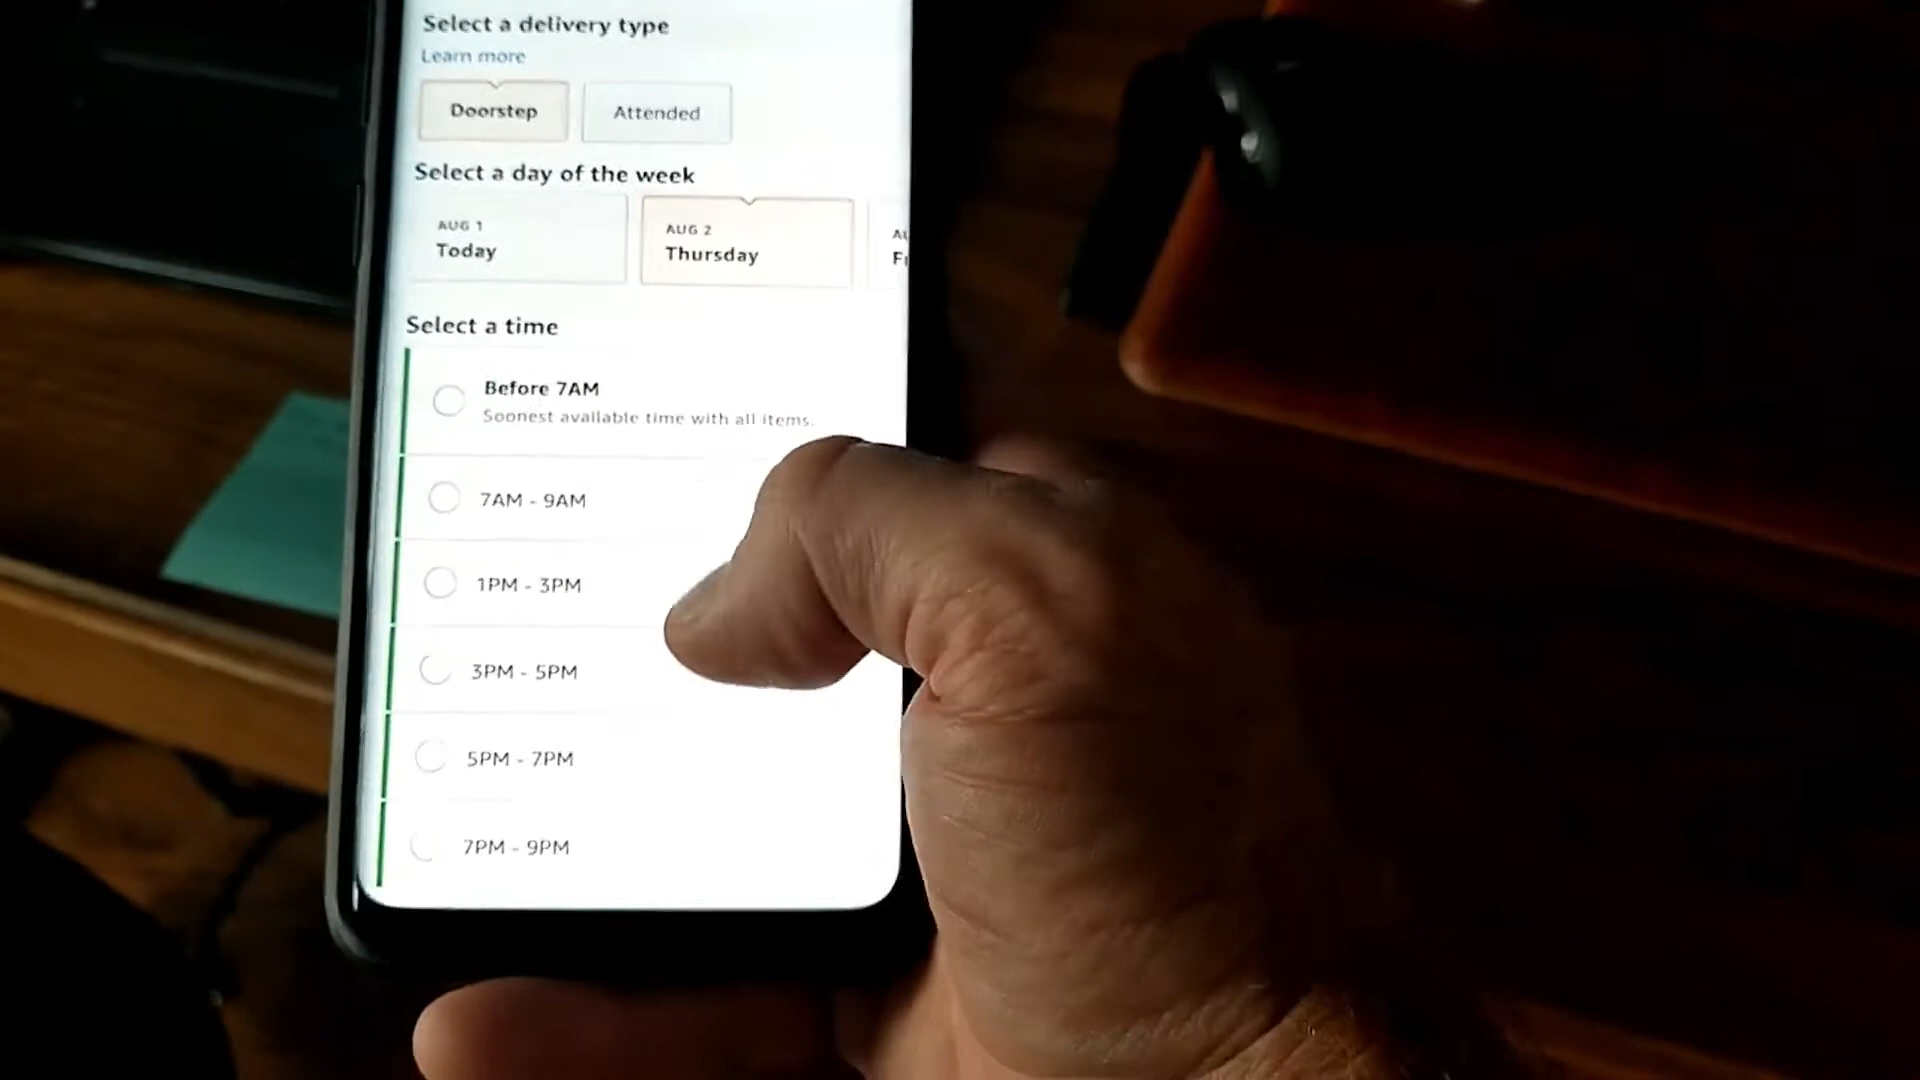 Select a delivery type
Learn more
Doorstep
Attended
Select a day of the week
AUG 1
Today
AUG 2
Thursday
Select a time
Before 7AM
Soonest available time with all items.
7AM - 9AM
1PM - 3PM
3PM - 5PM
5PM - 7PM
7PM - 9PM